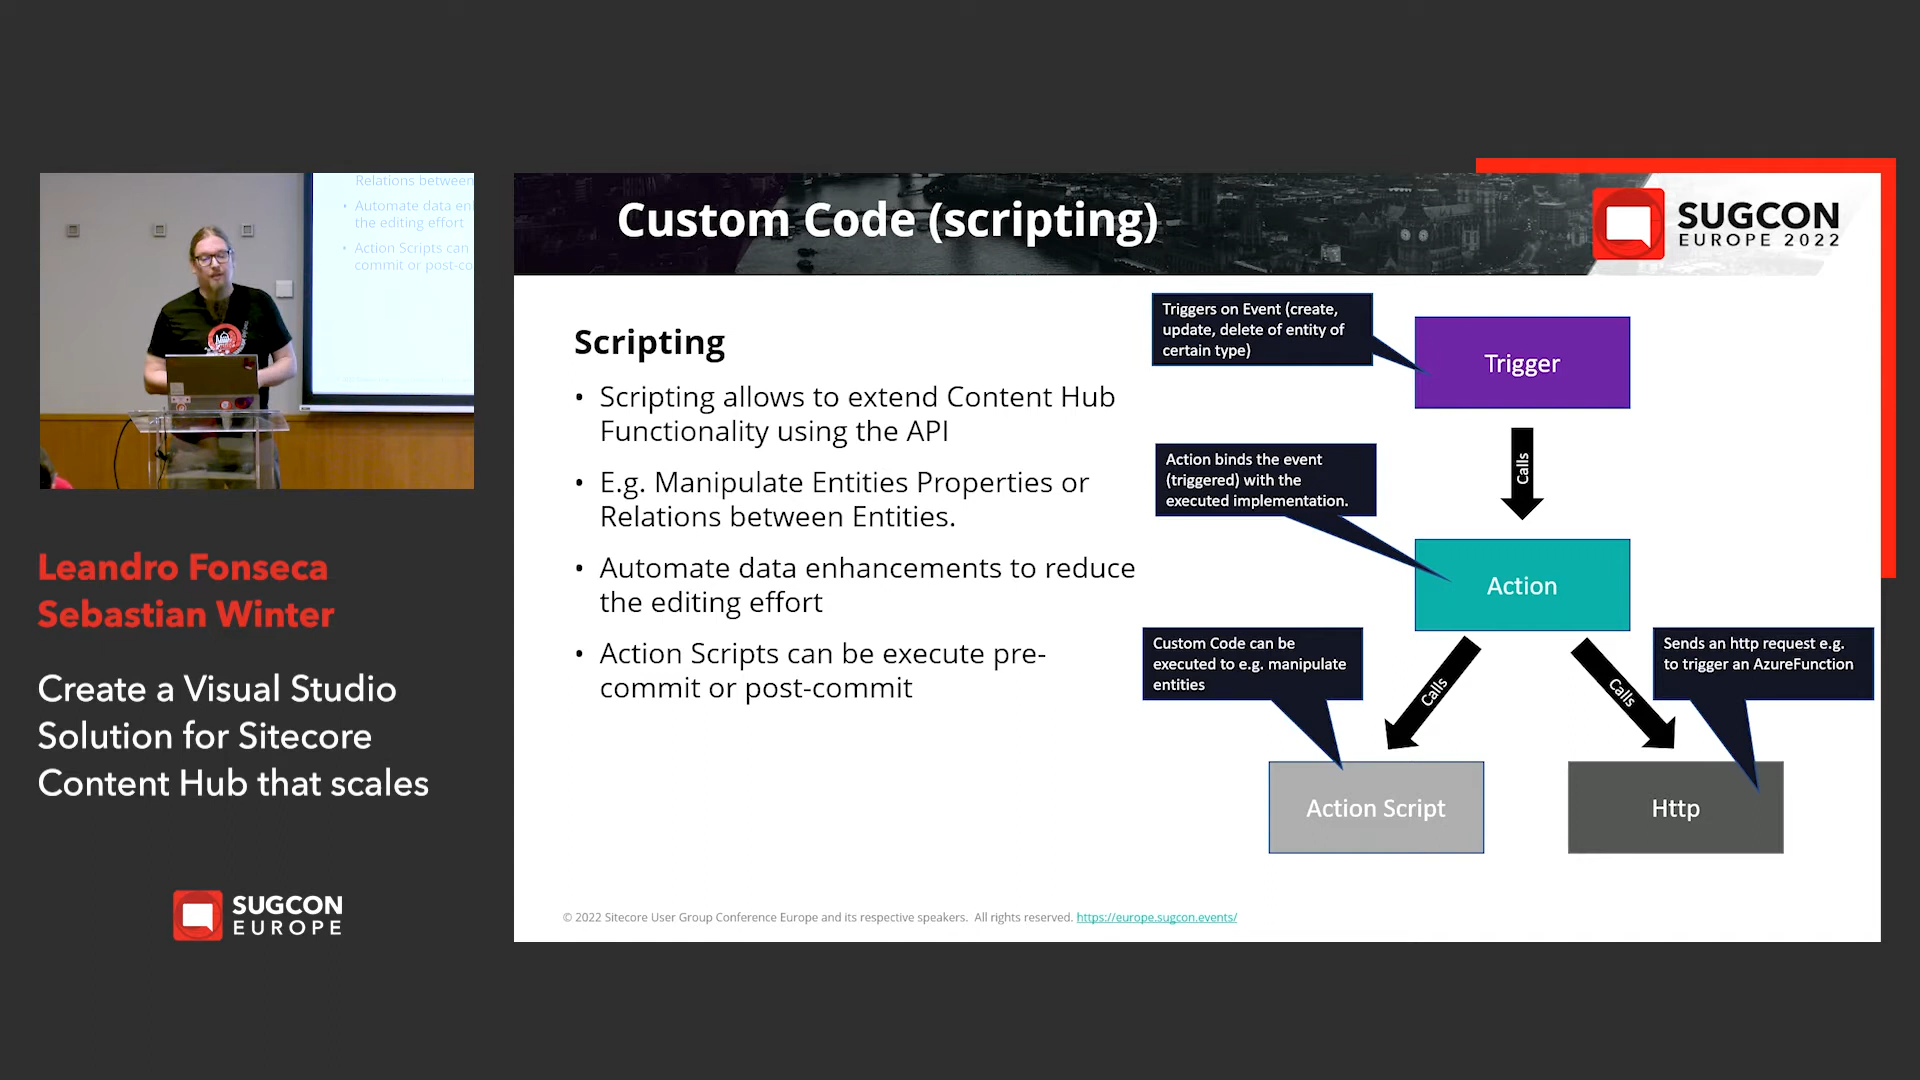 Relations between
• Automate data en
the editing effort
• Action Scripts can
commit or post-co
Leandro Fonseca
Sebastian Winter
Create a Visual Studio
Solution for Sitecore
Content Hub that scales
SUGCON
EUROPE
Custom Code (scripting)
SUGCON
EUROPE 2022
Scripting
• Scripting allows to extend Content Hub
Functionality using the API
• E.g. Manipulate Entities Properties or
Relations between Entities.
• Automate data enhancements to reduce
the editing effort
• Action Scripts can be execute pre-
commit or post-commit
Triggers on Event (create,
update, delete of entity of
certain type)
Trigger
Calls
Action binds the event
(triggered) with the
executed implementation.
Action
Custom Code can be
executed to e.g. manipulate
entities
Calls
Calls
Sends an http request e.g.
to trigger an AzureFunction
Action Script
Http
© 2022 Sitecore User Group Conference Europe and its respective speakers. All rights reserved. https://europe.sugcon.events/